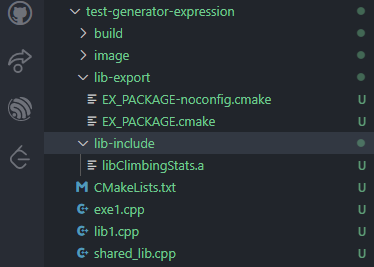 test-generator-expression
build
image
lib-export
EX_PACKAGE-noconfig.cmake U
EX_PACKAGE.cmake U
lib-include
libClimbingStats.a U
CMakeLists.txt U
exe1.cpp U
lib1.cpp U
shared_lib.cpp U